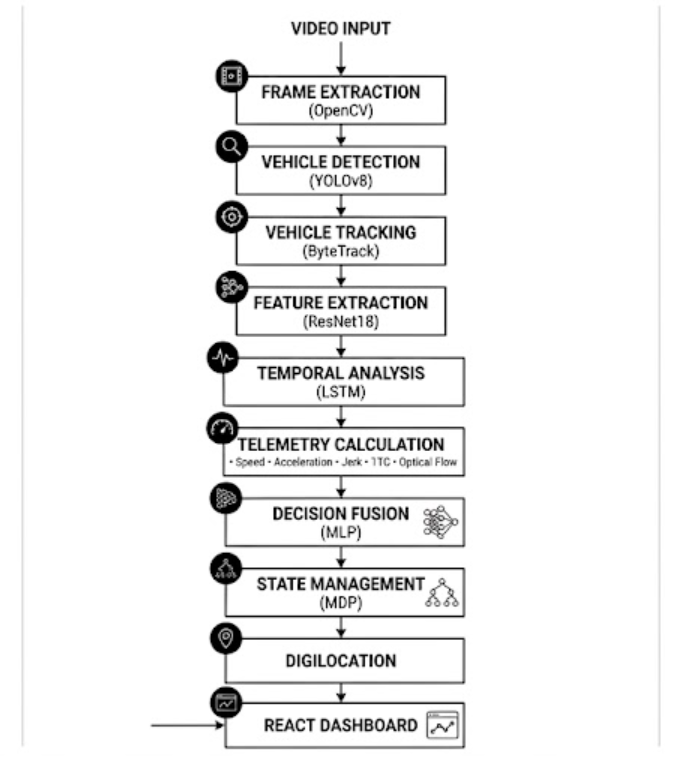 VIDEO INPUT
FRAME EXTRACTION
(OpenCV)
VEHICLE DETECTION
(YOLOv8)
VEHICLE TRACKING
(ByteTrack)
FEATURE EXTRACTION
(ResNet18)
TEMPORAL ANALYSIS
(LSTM)
TELEMETRY CALCULATION
• Speed • Acceleration • Jerk • TTC • Optical Flow
DECISION FUSION
(MLP)
STATE MANAGEMENT
(MDP)
DIGILOCATION
REACT DASHBOARD